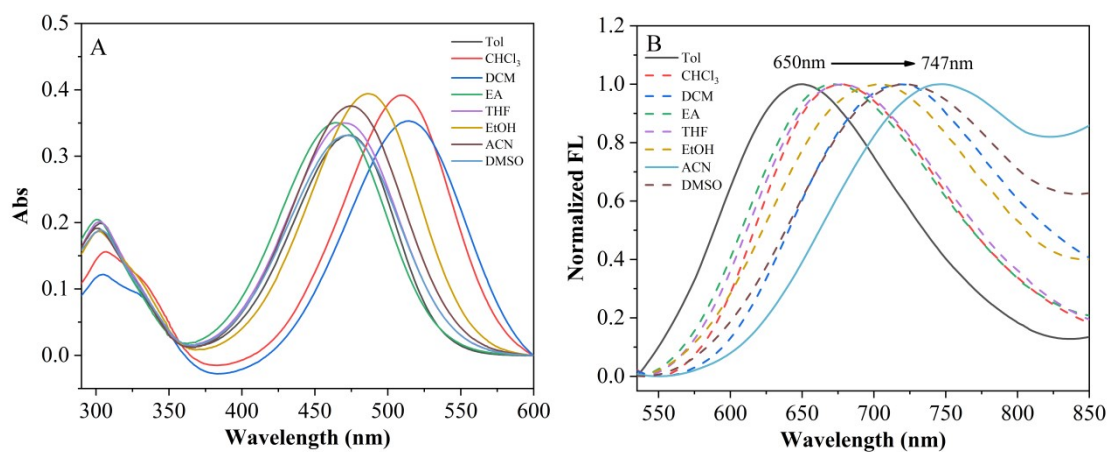 A
Tol
CHCl₃
DCM
EA
THF
EtOH
ACN
DMSO
0.5
0.4
0.3
0.2
0.1
0.0
Abs
300 350 400 450 500 550 600
Wavelength (nm)
B
Tol
CHCl₃
DCM
EA
THF
EtOH
ACN
DMSO
650nm 747nm
1.2
1.0
0.8
0.6
0.4
0.2
0.0
Normalized FL
550 600 650 700 750 800 850
Wavelength (nm)